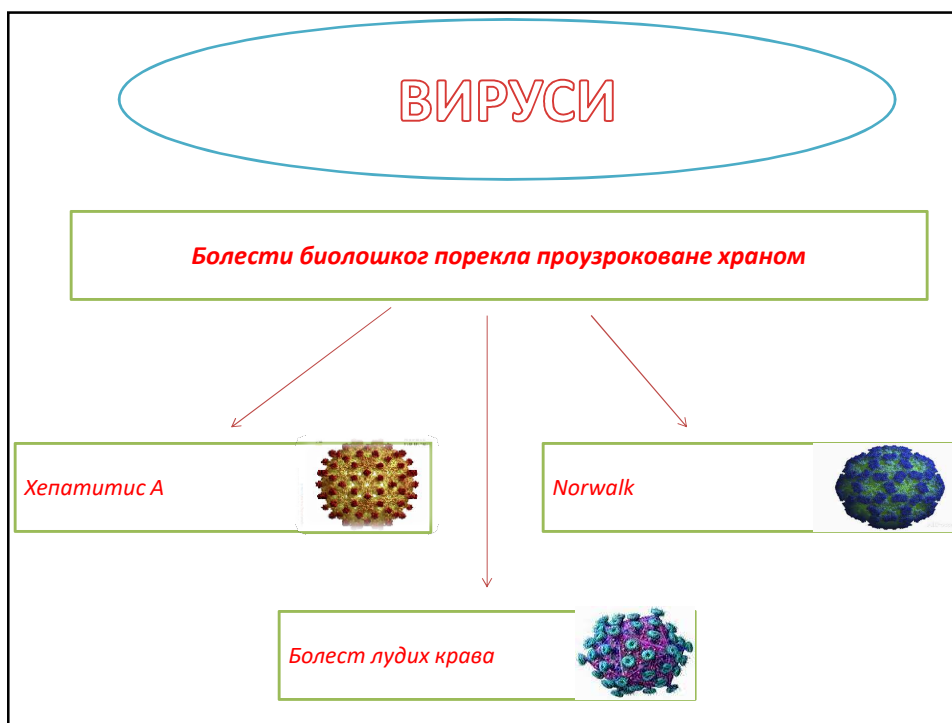 ВИРУСИ
Болести биолошког порекла проузроковане храном
Хепатитис А
Norwalk
Болест лудих крава